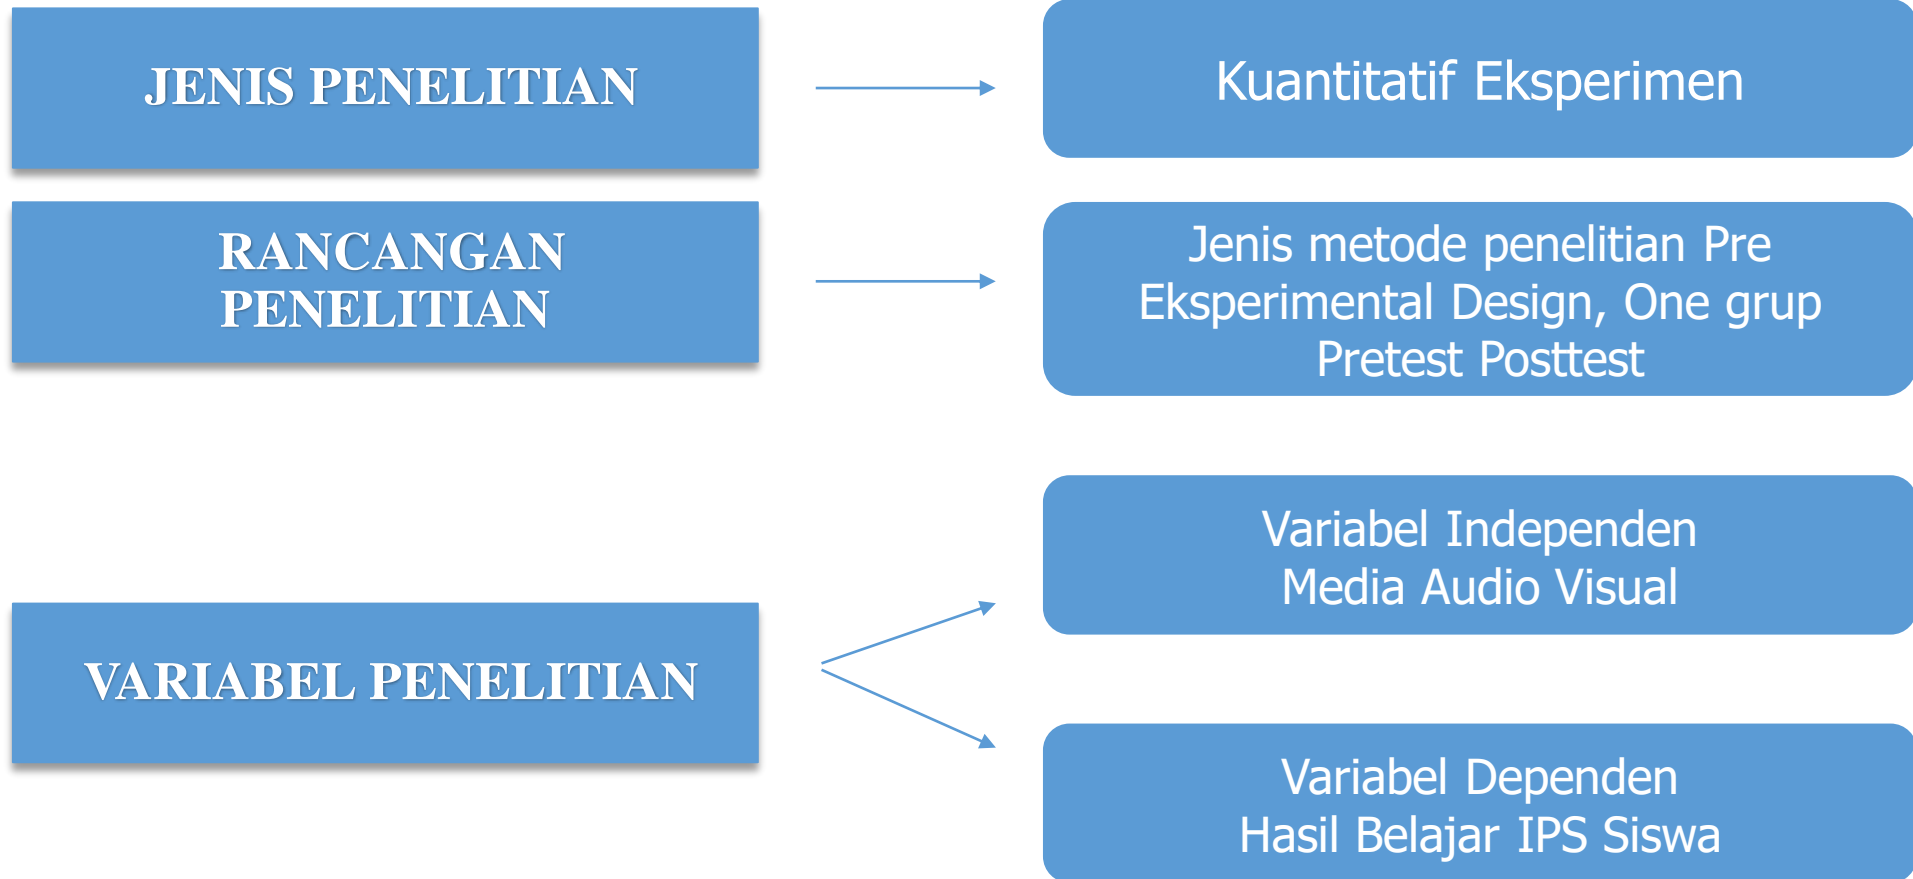 JENIS PENELITIAN
Kuantitatif Eksperimen
RANCANGAN
PENELITIAN
Jenis metode penelitian Pre
Eksperimental Design, One grup
Pretest Posttest
VARIABEL PENELITIAN
Variabel Independen
Media Audio Visual
Variabel Dependen
Hasil Belajar IPS Siswa